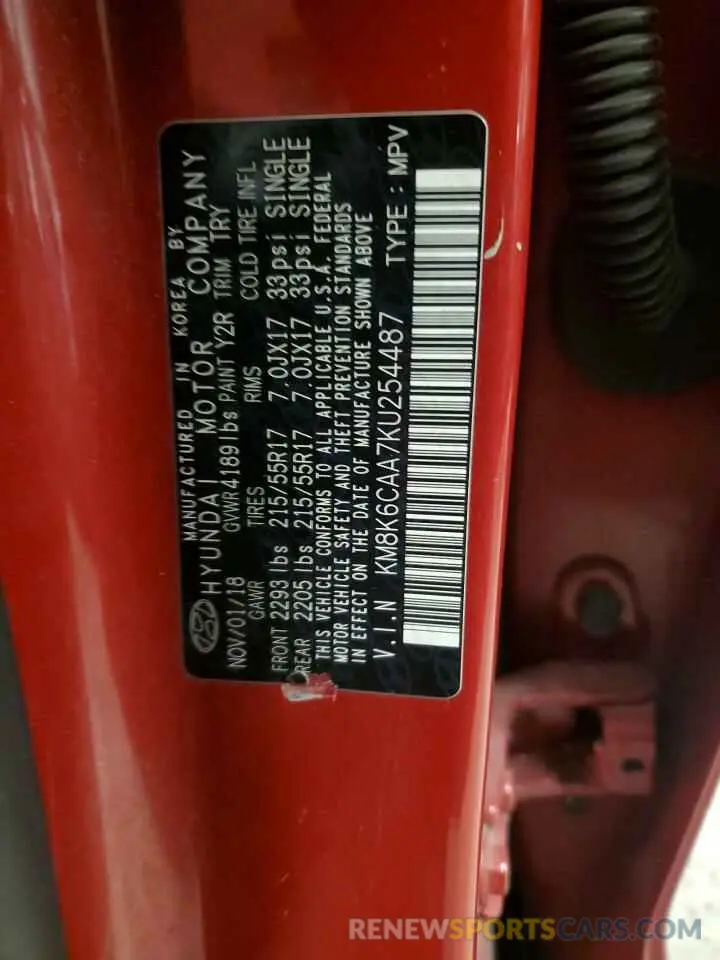 MANUFACTURED IN KOREA BY
HYUNDAI MOTOR COMPANY
NOV/01/18 GVWR 4189lbs PAINT Y2R TRIM TRY
GAWR TIRES RIMS COLD TIRE INFL
FRONT 2293 lbs 215/55R17 7.0JX17 33psi SINGLE
REAR 2205 lbs 215/55R17 7.0JX17 33psi SINGLE
THIS VEHICLE CONFORMS TO ALL APPLICABLE U.S.A. FEDERAL
MOTOR VEHICLE SAFETY AND THEFT PREVENTION STANDARDS
IN EFFECT ON THE DATE OF MANUFACTURE SHOWN ABOVE
V.I.N KM8K6CAA7KU254487 TYPE : MPV
RENEWSPORTSCARS.COM